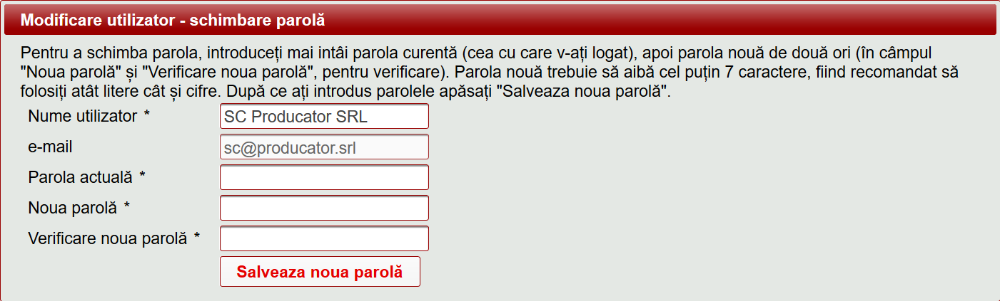 Modificare utilizator - schimbare parolă
Pentru a schimba parola, introduceți mai intâi parola curentă (cea cu care v-ați logat), apoi parola nouă de două ori (în câmpul
"Noua parolă" și "Verificare noua parolă", pentru verificare). Parola nouă trebuie să aibă cel puțin 7 caractere, fiind recomandat să
folosiți atât litere cât și cifre. După ce ați introdus parolele apăsați "Salveaza noua parolă".
Nume utilizator * SC Producator SRL
e-mail sc@producator.srl
Parola actuală *
Noua parolă *
Verificare noua parolă *
Salveaza noua parolă